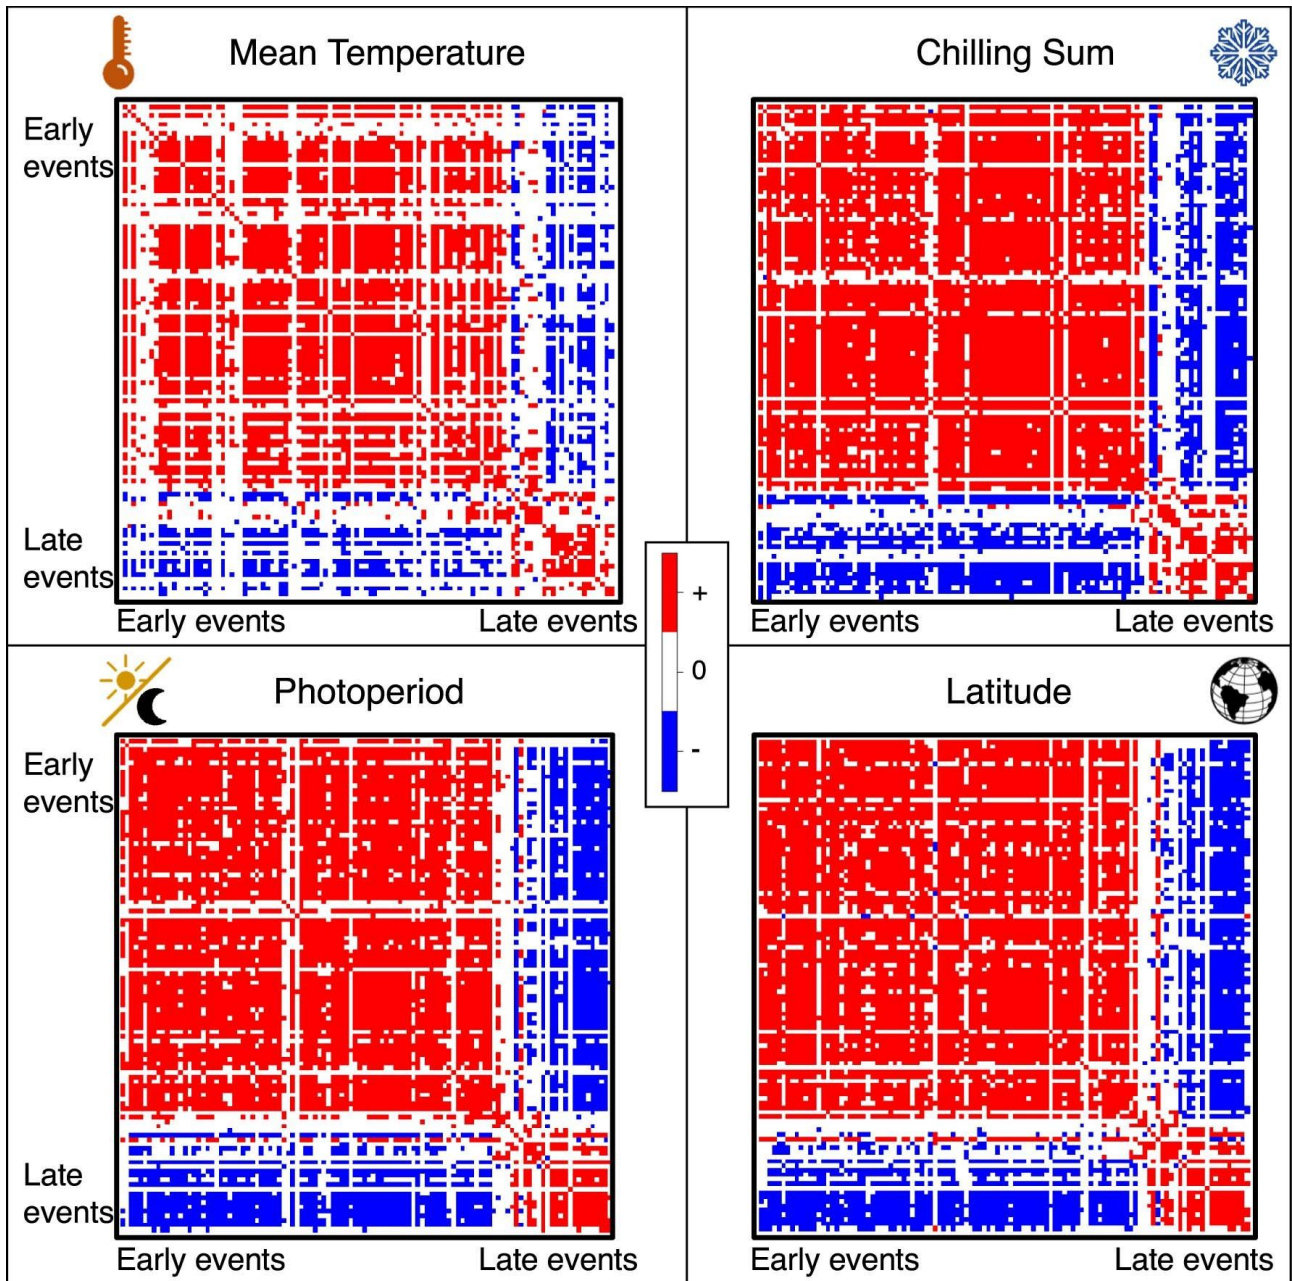 Mean Temperature
Chilling Sum
Early
events
Late
events
Early events
Late events
Early events
Late events
+
0
-
Photoperiod
Latitude
Early
events
Late
events
Early events
Late events
Early events
Late events